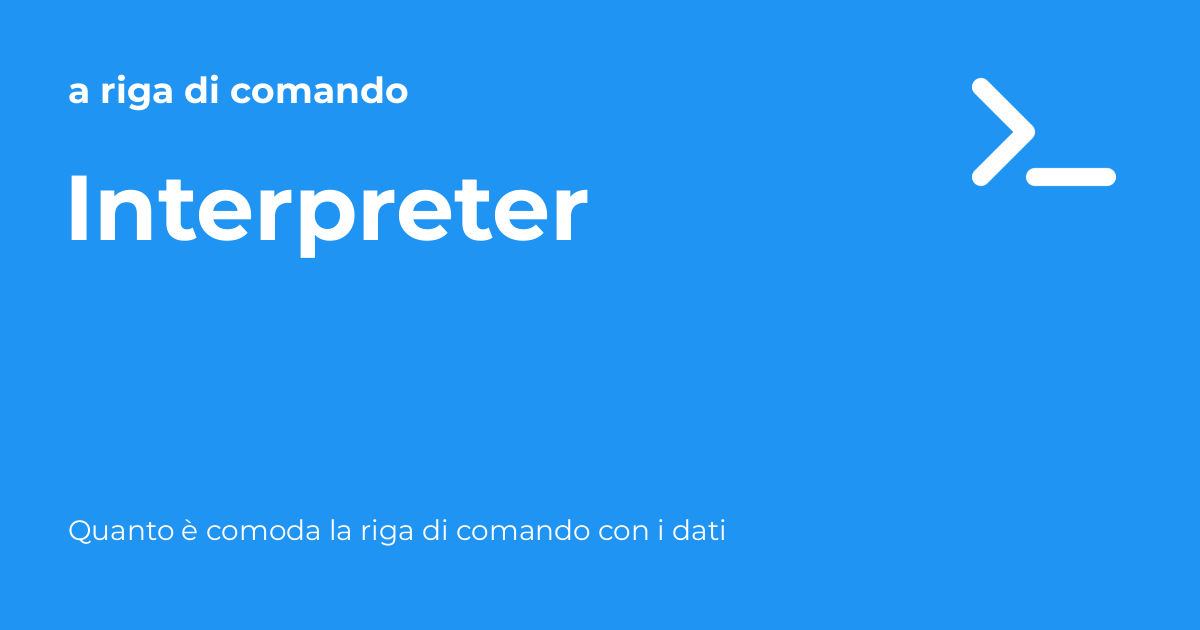 a riga di comando
Interpreter
Quanto è comoda la riga di comando con i dati